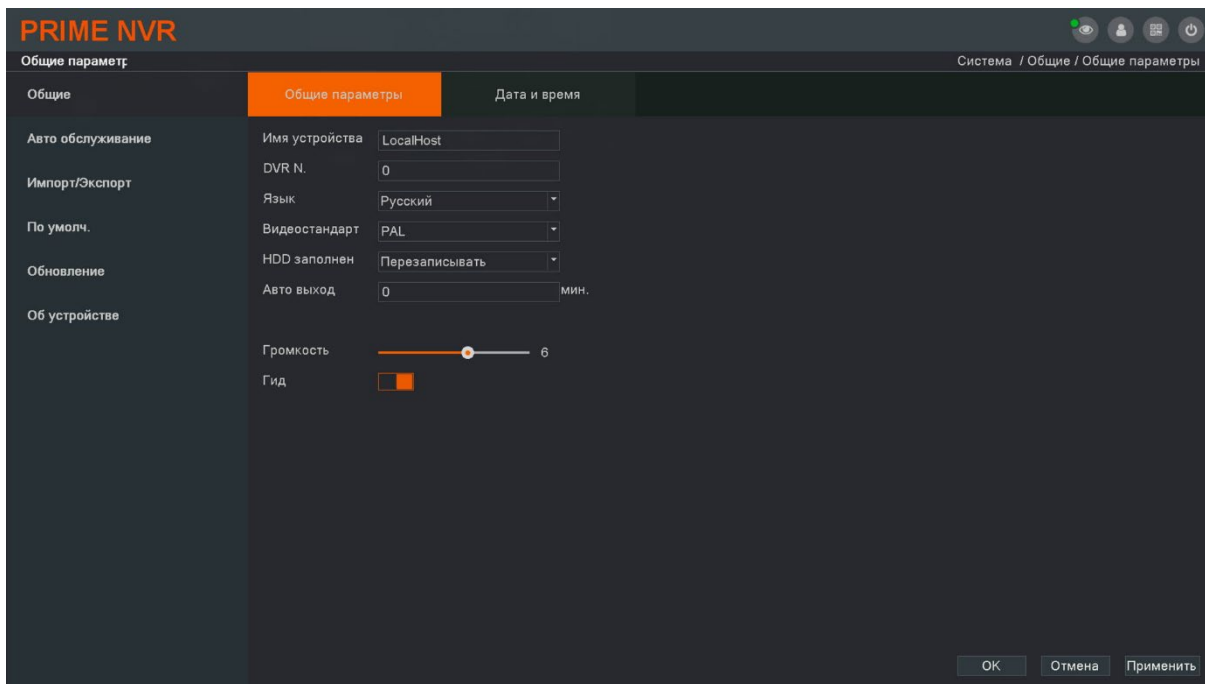 PRIME NVR
Общие параметр
Система / Общие / Общие параметры
Общие
Общие параметры
Дата и время
Авто обслуживание
Импорт/Экспорт
По умолч.
Обновление
Об устройстве
Имя устройства LocalHost
DVR N. 0
Язык Русский
Видеостандарт PAL
HDD заполнен Перезаписывать
Авто выход 0 мин.
Громкость 6
Гид
OK Отмена Применить